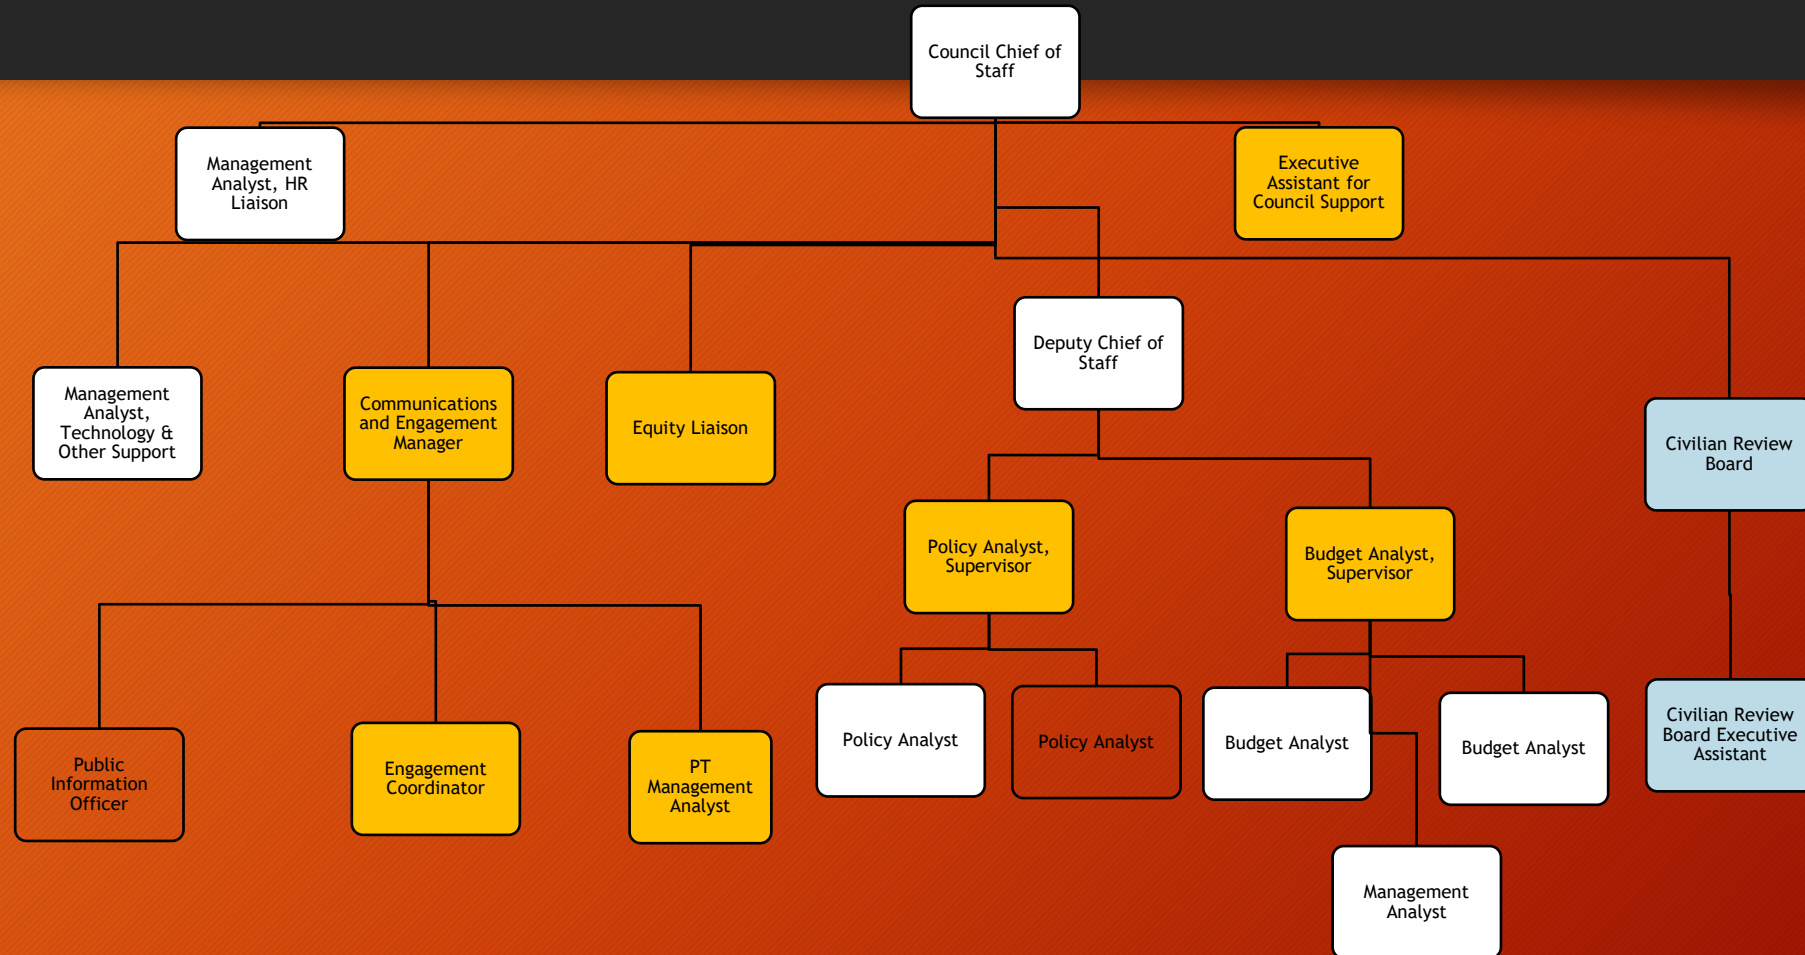 Council Chief of
Staff
Management
Analyst, HR
Liaison
Executive
Assistant for
Council Support
Deputy Chief of
Staff
Management
Analyst,
Technology &
Other Support
Communications
and Engagement
Manager
Equity Liaison
Civilian Review
Board
Policy Analyst,
Supervisor
Budget Analyst,
Supervisor
Public
Information
Officer
Engagement
Coordinator
PT
Management
Analyst
Policy Analyst
Policy Analyst
Budget Analyst
Budget Analyst
Civilian Review
Board Executive
Assistant
Management
Analyst